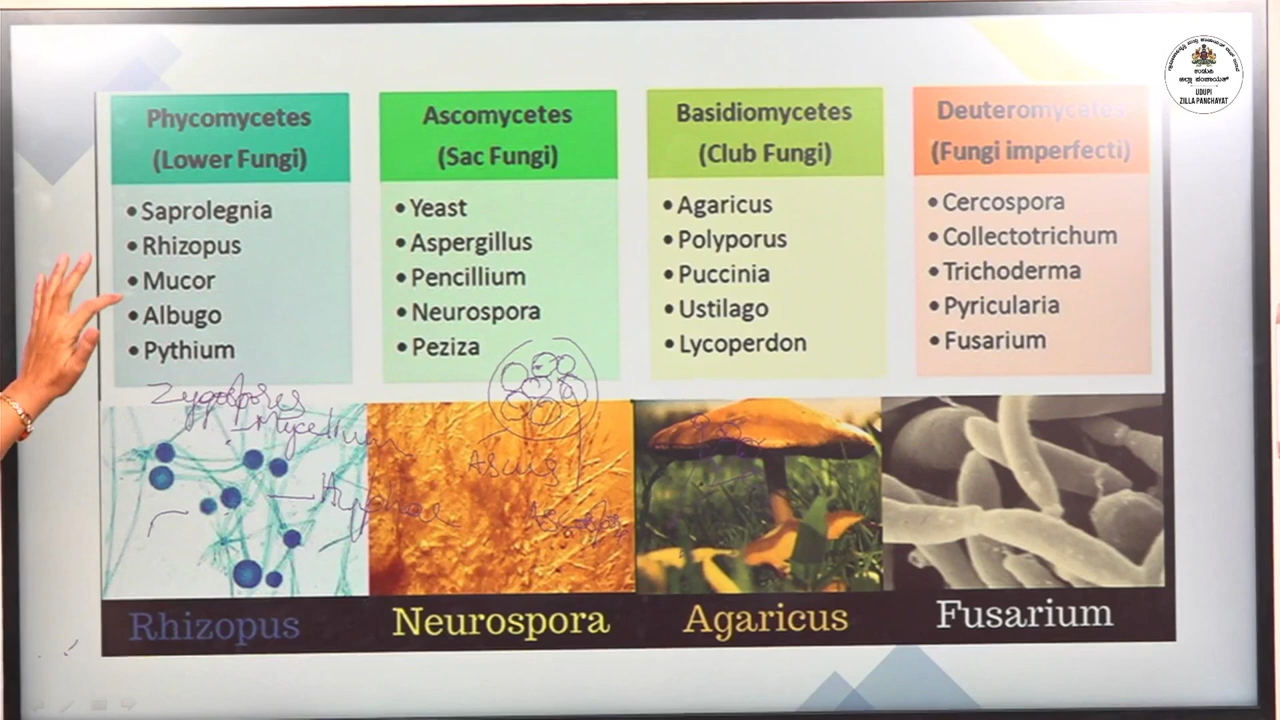 Phycomycetes
(Lower Fungi)
• Saprolegnia
• Rhizopus
• Mucor
• Albugo
• Pythium
Ascomycetes
(Sac Fungi)
• Yeast
• Aspergillus
• Pencillium
• Neurospora
• Peziza
Basidiomycetes
(Club Fungi)
• Agaricus
• Polyporus
• Puccinia
• Ustilago
• Lycoperdon
Deuteromycetes
(Fungi imperfecti)
• Cercospora
• Collectotrichum
• Trichoderma
• Pyricularia
• Fusarium
Zygospores
Mycelium
Hyphae
Rhizopus
Neurospora
Agaricus
Fusarium
ಉಡುಪಿ
ಜಿಲ್ಲಾ ಪಂಚಾಯತ್
UDUPI
ZILLA PANCHAYAT